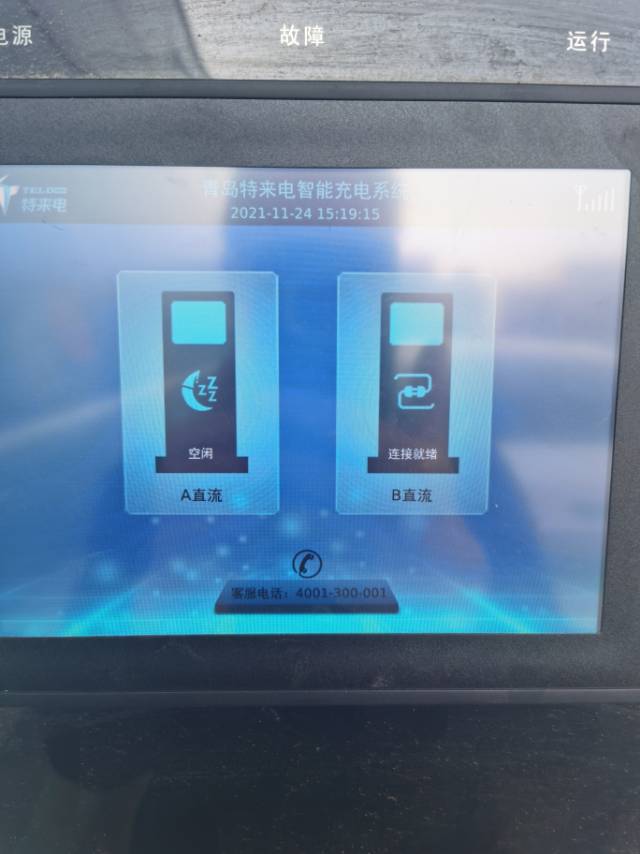 电源
故障
运行
TELD
特来电
青岛特来电智能充电系统
2021-11-24 15:19:15
zZ
Z
空闲
连接就绪
A直流
B直流
客服电话：4001-300-001